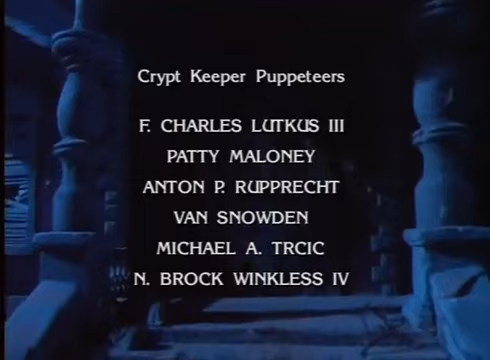 Crypt Keeper Puppeteers
F. CHARLES LUTKUS III
PATTY MALONEY
ANTON P. RUPPRECHT
VAN SNOWDEN
MICHAEL A. TRCIC
N. BROCK WINKLESS IV